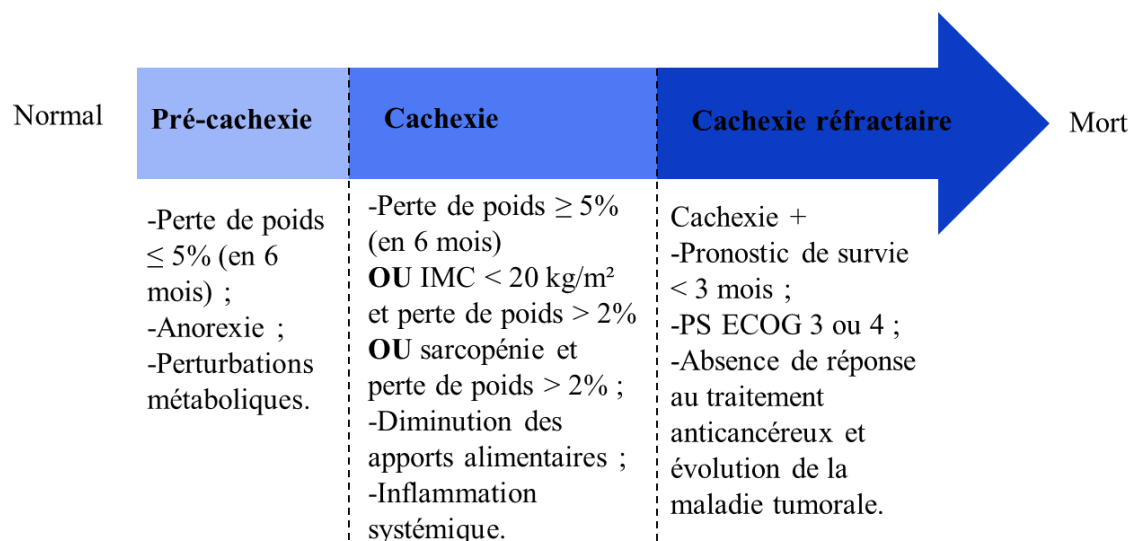 Normal
Pré-cachexie
Cachexie
Cachexie réfractaire
Mort
-Perte de poids
≤ 5% (en 6
mois) ;
-Anorexie ;
-Perturbations
métaboliques.
-Perte de poids ≥ 5%
(en 6 mois)
OU IMC < 20 kg/m²
et perte de poids > 2%
OU sarcopénie et
perte de poids > 2% ;
-Diminution des
apports alimentaires ;
-Inflammation
systémique.
Cachexie +
-Pronostic de survie
< 3 mois ;
-PS ECOG 3 ou 4 ;
-Absence de réponse
au traitement
anticancéreux et
évolution de la
maladie tumorale.